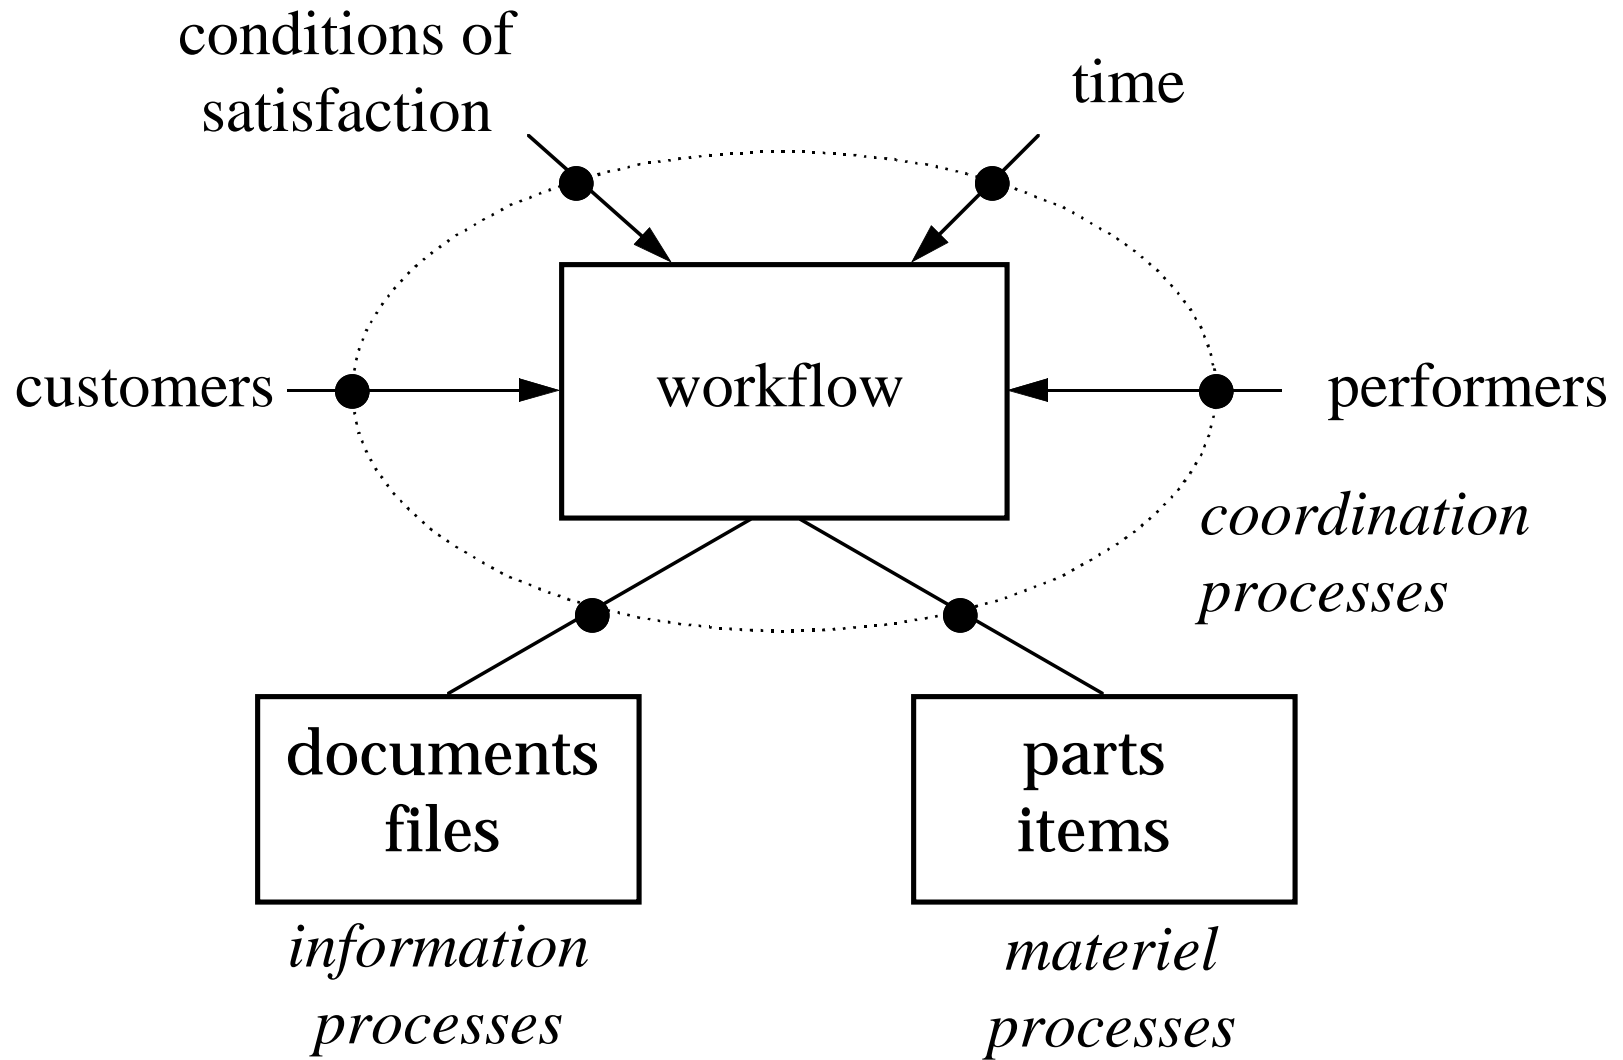 conditions of
satisfaction
time
customers
workflow
performers
coordination
processes
documents
files
parts
items
information
processes
materiel
processes